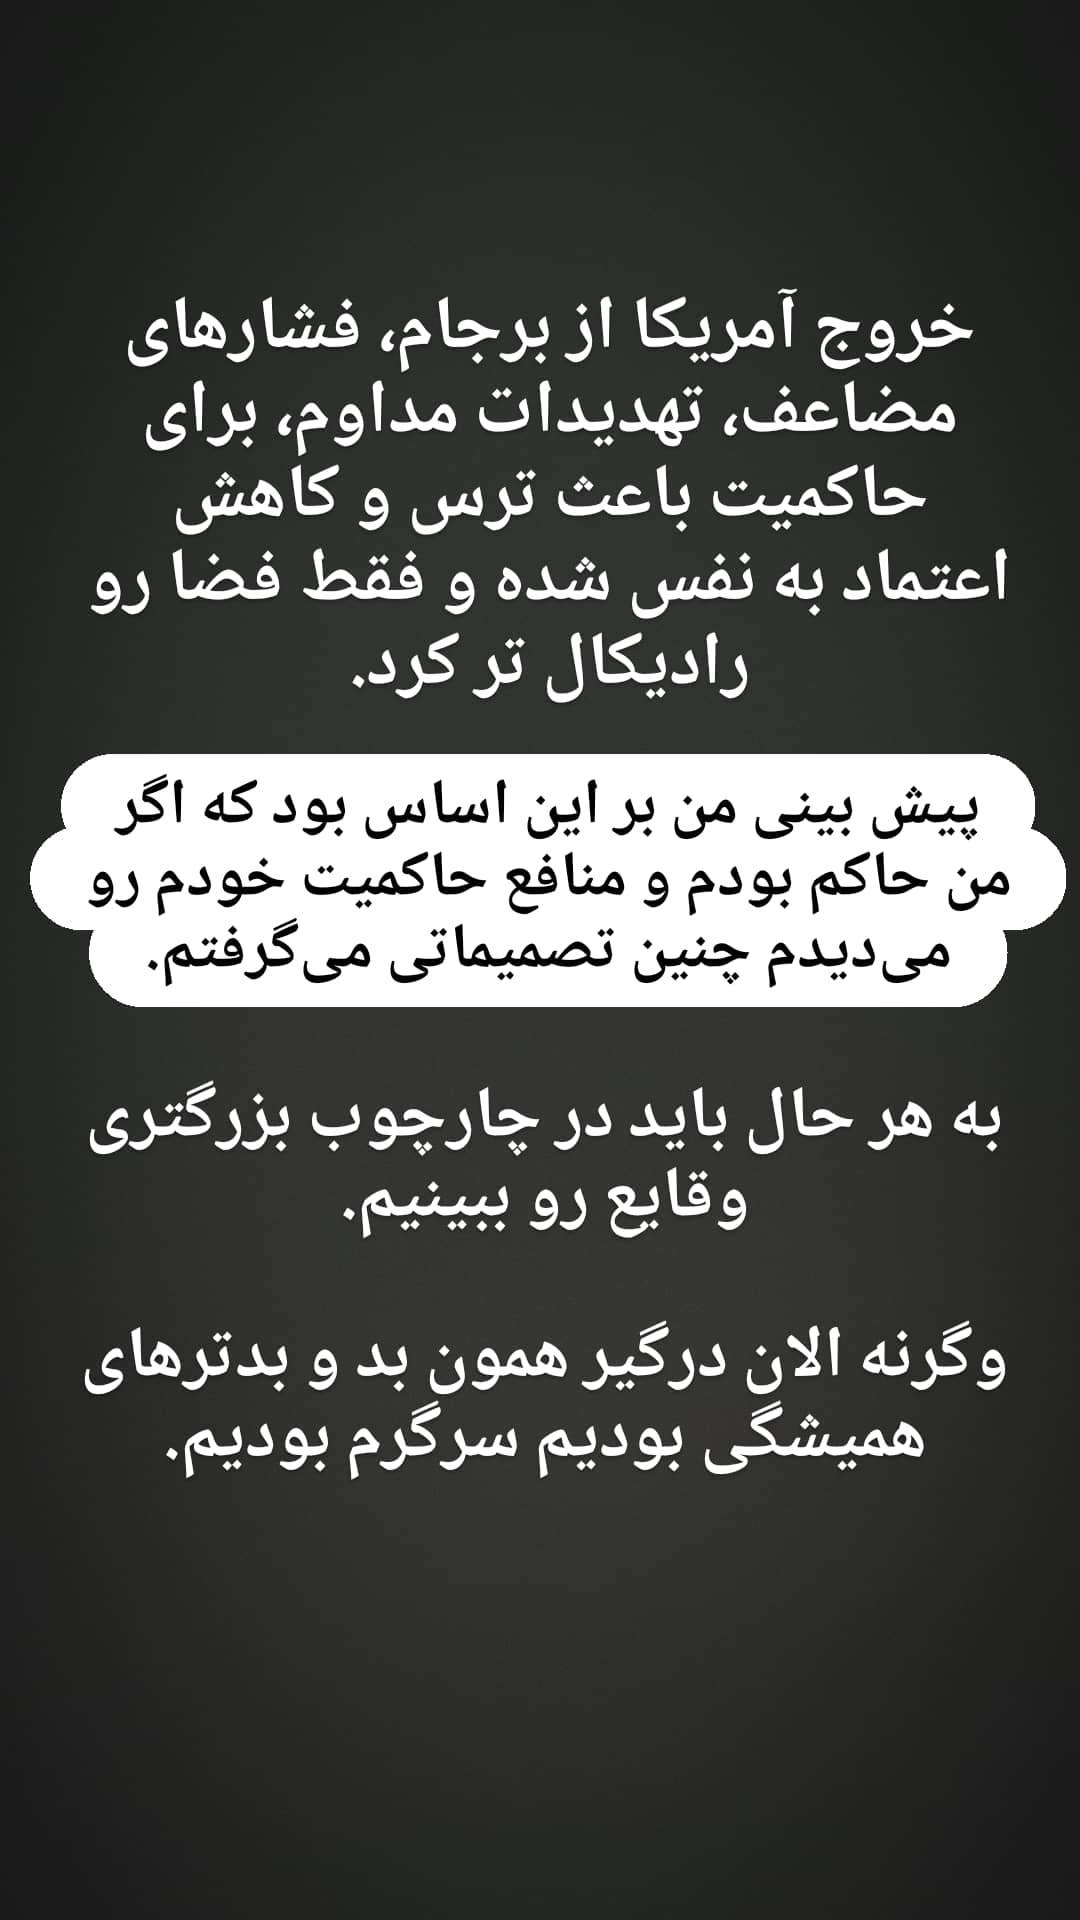 خروج آمریکا از برجام، فشارهای
مضاعف، تهدیدات مداوم، برای
حاکمیت باعث ترس و کاهش
اعتماد به نفس شده و فقط فضا رو
رادیکال تر کرد.
پیش بینی من بر این اساس بود که اگر
من حاکم بودم و منافع حاکمیت خودم رو
می‌دیدم چنین تصمیماتی می‌گرفتم.
به هر حال باید در چارچوب بزرگتری
وقایع رو ببینیم.
وگرنه الان درگیر همون بد و بدترهای
همیشگی بودیم سرگرم بودیم.